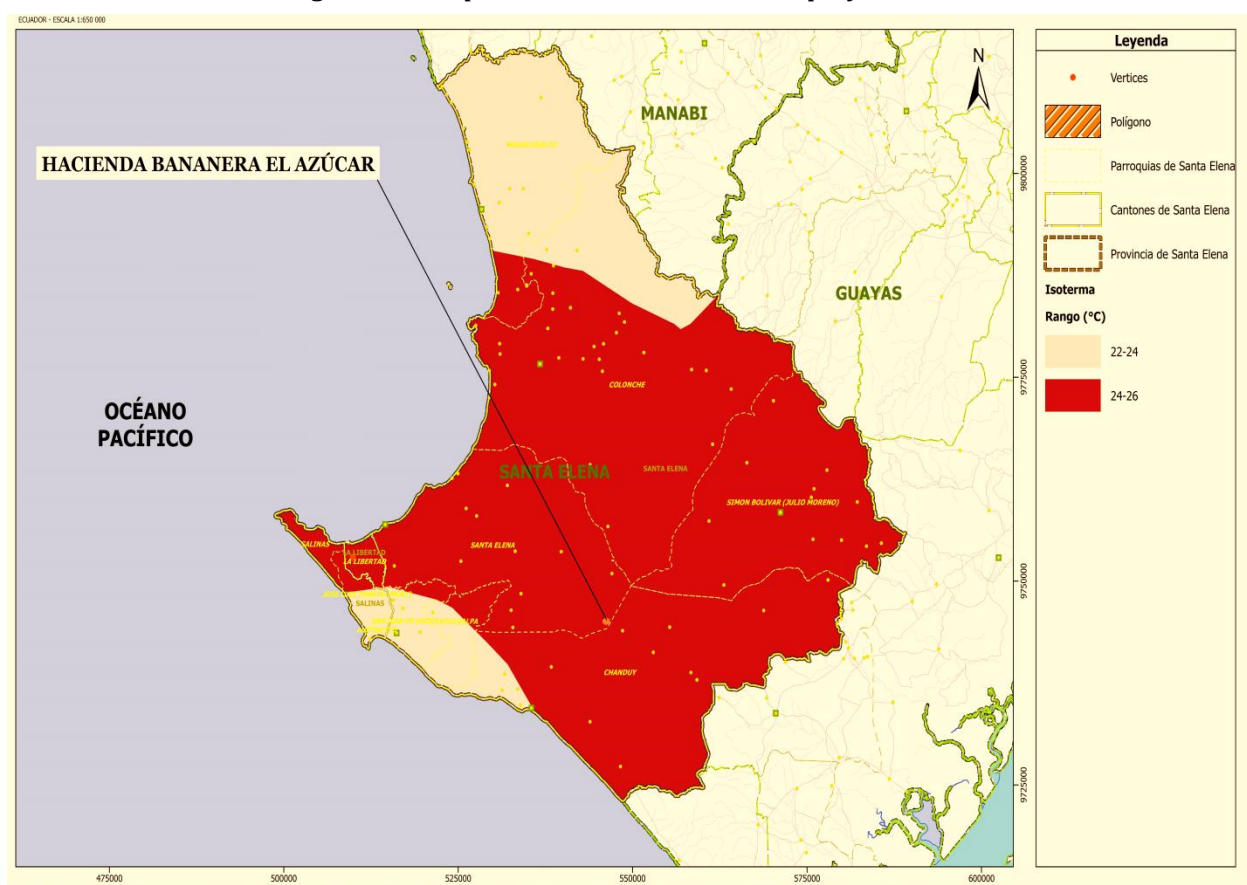 ECUADOR - ESCALA 1:650 000
HACIENDA BANANERA EL AZÚCAR
MANABI
GUAYAS
OCÉANO
PACÍFICO
COLONCHE
SANTA ELENA
SANTA ELENA
SIMON BOLIVAR (JULIO MORENO)
SANTA ELENA
SALINAS
LA LIBERTAD
LA LIBERTAD
SALINAS
CHANDUY
N
9800000
9775000
9750000
9725000
475000
500000
525000
550000
575000
600000
Leyenda
Vertices
Polígono
Parroquias de Santa Elena
Cantones de Santa Elena
Provincia de Santa Elena
Isoterma
Rango (°C)
22-24
24-26